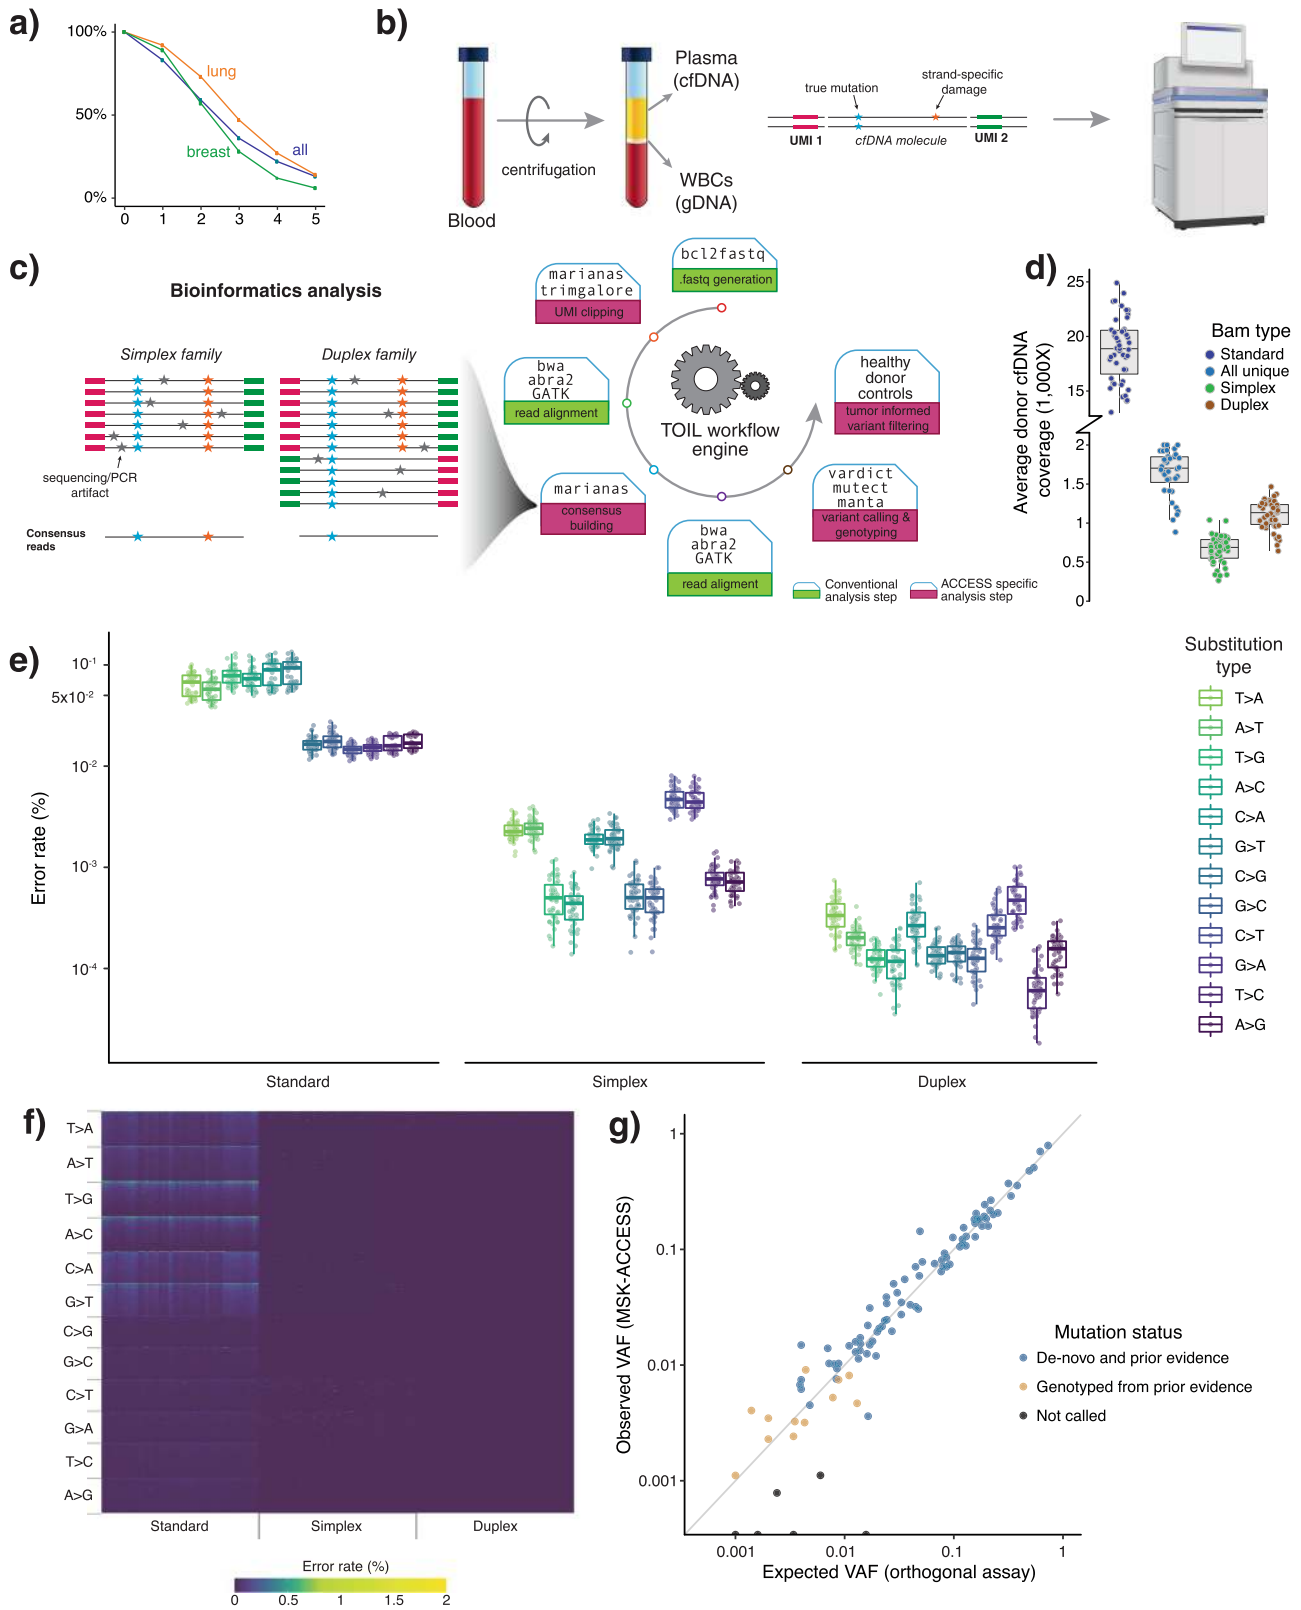 a)
100%
50%
0%
lung
breast
all
0 1 2 3 4 5
b)
Blood
centrifugation
Plasma
(cfDNA)
WBCs
(gDNA)
true mutation
strand-specific
damage
UMI 1
cfDNA molecule
UMI 2
c)
Bioinformatics analysis
Simplex family
Duplex family
sequencing/PCR
artifact
Consensus
reads
bcl2fastq
.fastq generation
marianas
trimgalore
UMI clipping
bwa
abra2
GATK
read alignment
marianas
consensus
building
bwa
abra2
GATK
read aligment
vardict
mutect
manta
variant calling &
genotyping
healthy
donor
controls
tumor informed
variant filtering
TOIL workflow
engine
Conventional
analysis step
ACCESS specific
analysis step
d)
Average donor cfDNA
coverage (1,000X)
25
20
15
2
1.5
1
0.5
0
Bam type
Standard
All unique
Simplex
Duplex
e)
Error rate (%)
10-1
5x10-2
10-2
10-3
10-4
Standard
Simplex
Duplex
Substitution
type
T>A
A>T
T>G
A>C
C>A
G>T
C>G
G>C
C>T
G>A
T>C
A>G
f)
T>A
A>T
T>G
A>C
C>A
G>T
C>G
G>C
C>T
G>A
T>C
A>G
Standard
Simplex
Duplex
Error rate (%)
0 0.5 1 1.5 2
g)
Observed VAF (MSK-ACCESS)
1
0.1
0.01
0.001
0.001 0.01 0.1 1
Expected VAF (orthogonal assay)
Mutation status
De-novo and prior evidence
Genotyped from prior evidence
Not called